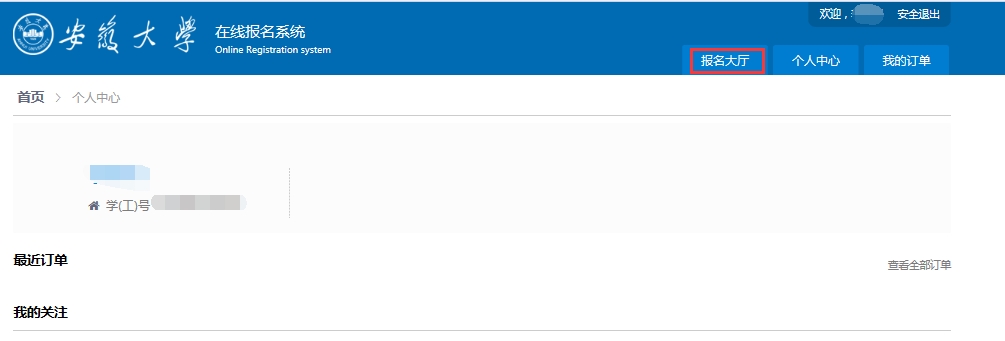 欢迎， 安全退出
安徽大学
在线报名系统
Online Registration system
报名大厅 个人中心 我的订单
首页 > 个人中心
学(工)号
最近订单
查看全部订单
我的关注